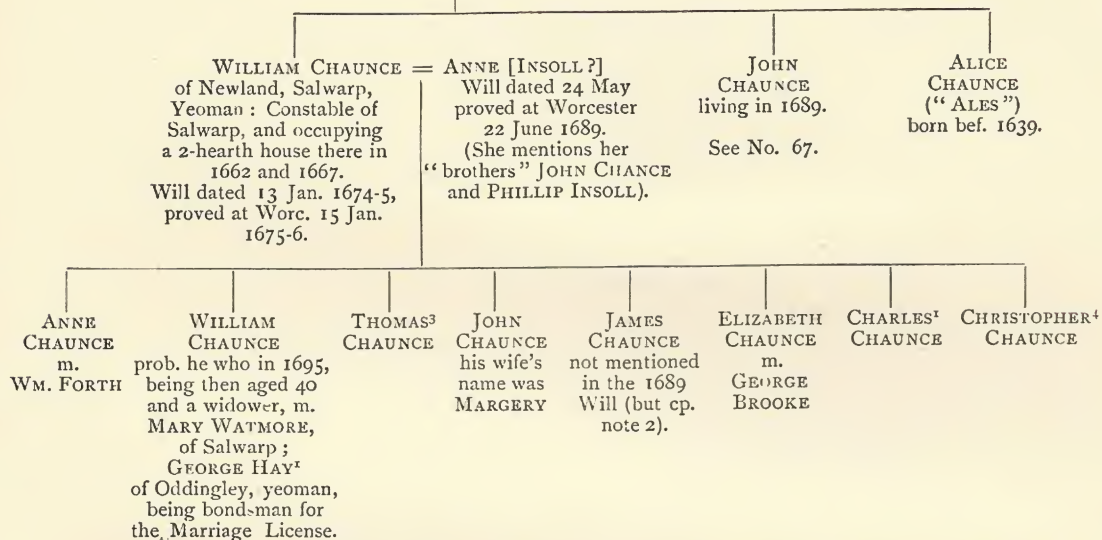 WILLIAM CHAUNCE = ANNE [INSOLL ?]
of Newland, Salwarp,
Yeoman : Constable of
Salwarp, and occupying
a 2-hearth house there in
1662 and 1667.
Will dated 13 Jan. 1674-5,
proved at Worc. 15 Jan.
1675-6.
Will dated 24 May
proved at Worcester
22 June 1689.
(She mentions her
"brothers" JOHN CHANCE
and PHILLIP INSOLL).
JOHN
CHAUNCE
living in 1689.
See No. 67.
ALICE
CHAUNCE
("ALES")
born bef. 1639.
ANNE
CHAUNCE
m.
WM. FORTH
WILLIAM
CHAUNCE
prob. he who in 1695,
being then aged 40
and a widower, m.
MARY WATMORE,
of Salwarp ;
GEORGE HAY¹
of Oddingley, yeoman,
being bondsman for
the Marriage License.
THOMAS³
CHAUNCE
JOHN
CHAUNCE
his wife's
name was
MARGERY
JAMES
CHAUNCE
not mentioned
in the 1689
Will (but cp.
note 2).
ELIZABETH
CHAUNCE
m.
GEORGE
BROOKE
CHARLES¹
CHAUNCE
CHRISTOPHER⁴
CHAUNCE